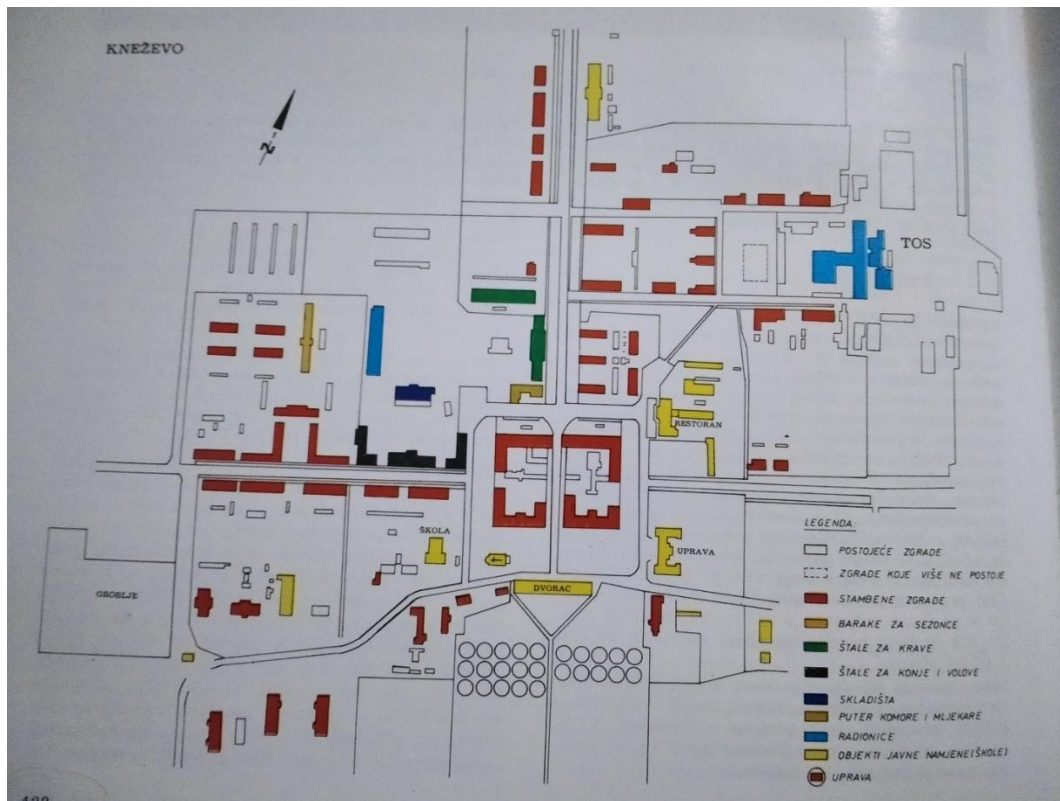 KNEŽEVO
TOS
RESTORAN
ŠKOLA
UPRAVA
DVORAC
GROBLJE
LEGENDA:
POSTOJEĆE ZGRADE
ZGRADE KOJE VIŠE NE POSTOJE
STAMBENE ZGRADE
BARAKE ZA SEZONCE
ŠTALE ZA KRAVE
ŠTALE ZA KONJE I VOLOVE
SKLADIŠTA
PUTER KOMORE I MLJEKARE
RADIONICE
OBJEKTI JAVNE NAMJENE (ŠKOLE)
UPRAVA